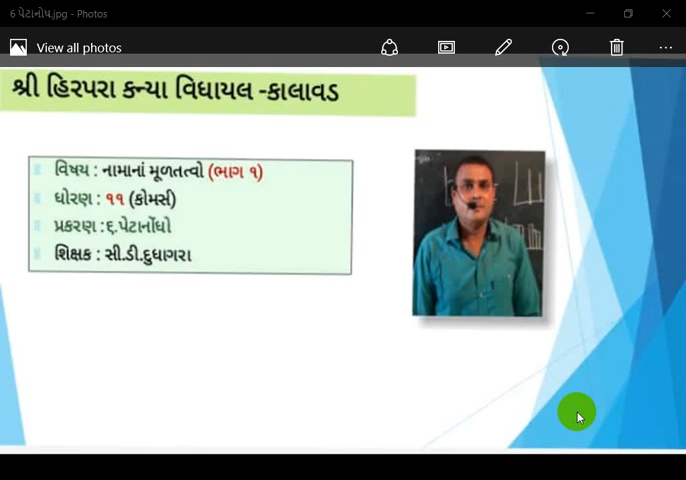 6 પેટાનોધ.jpg - Photos
View all photos
શ્રી હિરપરા કન્યા વિધાયલ -કાલાવડ
વિષય : નામાનાં મૂળતત્વો (ભાગ ૧)
ધોરણ : ૧૧ (કોમર્સ)
પ્રકરણ :૬.પેટાનોંધો
શિક્ષક : સી.ડી.દુધાગરા